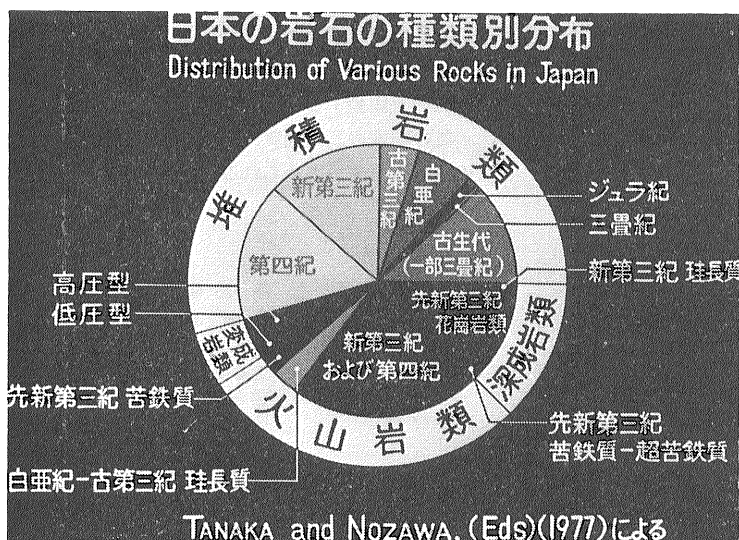 日本の岩石の種類別分布
Distribution of Various Rocks in Japan
堆積岩類
新第三紀
古第三紀
白亜紀
ジュラ紀
三畳紀
古生代
(一部三畳紀)
第四紀
新第三紀 珪長質
高圧型
低圧型
先新第三紀
花崗岩類
深成岩類
変成岩類
新第三紀
および第四紀
先新第三紀 苦鉄質
火山岩類
先新第三紀
苦鉄質-超苦鉄質
白亜紀-古第三紀 珪長質
TANAKA and NOZAWA, (Eds)(1977)による